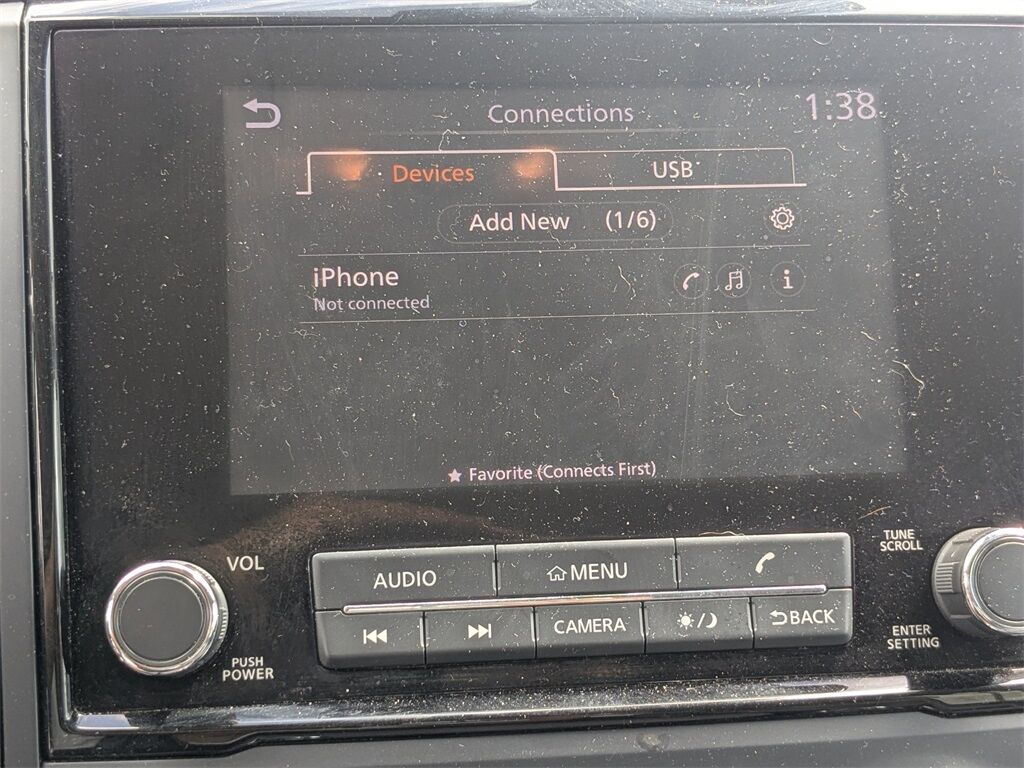 Connections 1:38
Devices USB
Add New (1/6)
iPhone
Not connected
Favorite (Connects First)
VOL
TUNE
SCROLL
AUDIO MENU
CAMERA BACK
ENTER
SETTING
PUSH
POWER